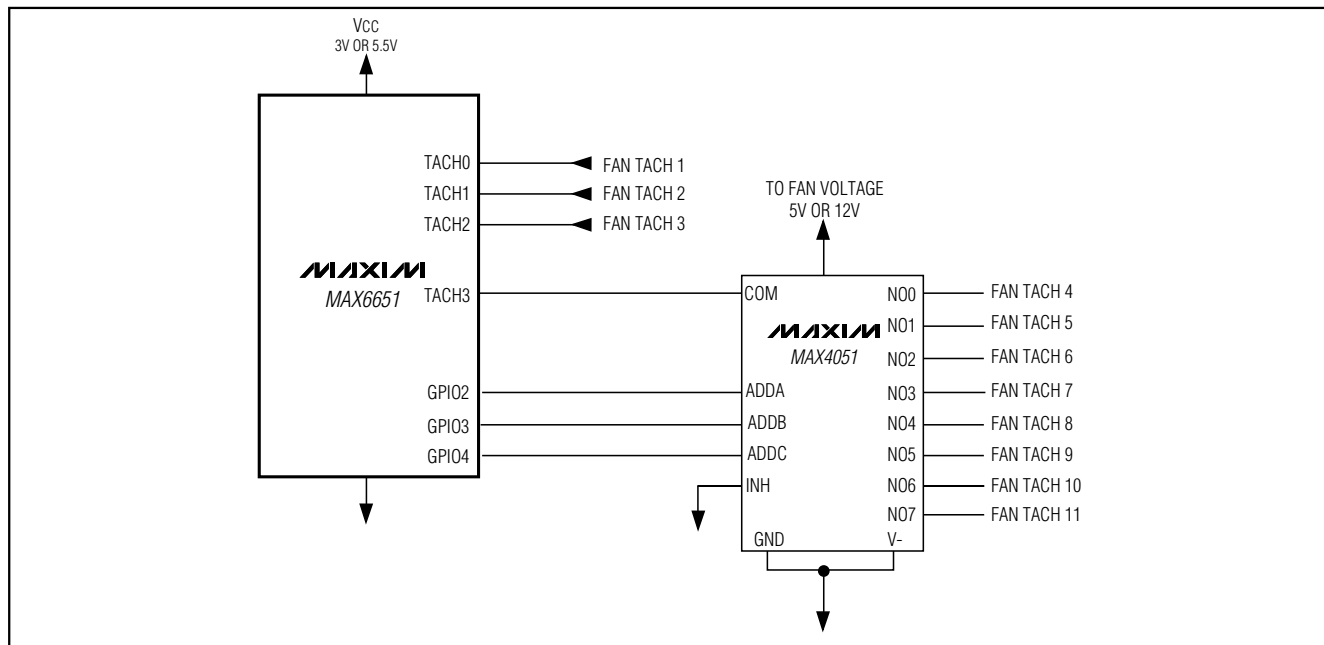 VCC
3V OR 5.5V
TACH0
FAN TACH 1
TACH1
FAN TACH 2
TACH2
FAN TACH 3
MAXIM
MAX6651
TACH3
GPIO2
GPIO3
GPIO4
TO FAN VOLTAGE
5V OR 12V
COM
NO0
FAN TACH 4
MAXIM
MAX4051
NO1
FAN TACH 5
NO2
FAN TACH 6
ADDA
NO3
FAN TACH 7
ADDB
NO4
FAN TACH 8
ADDC
NO5
FAN TACH 9
INH
NO6
FAN TACH 10
NO7
FAN TACH 11
GND
V-